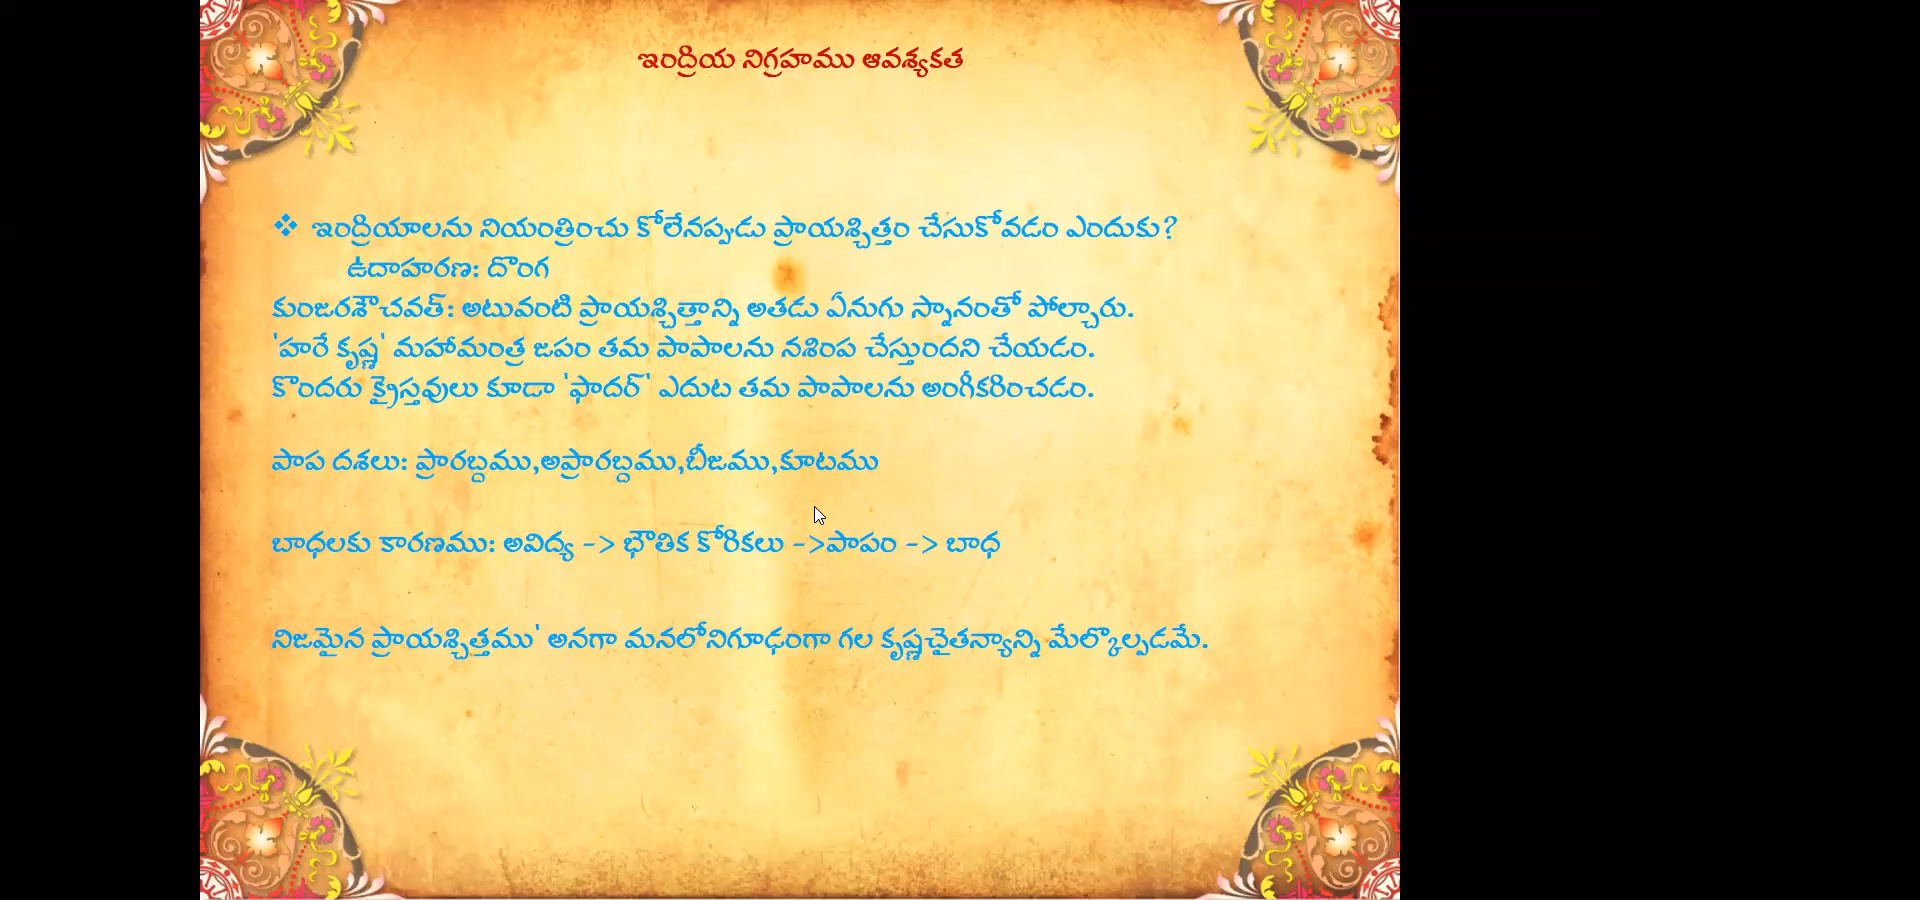 ఇంద్రియ నిగ్రహము ఆవశ్యకత
❖ ఇంద్రియాలను నియంత్రించు కోలేనప్పుడు ప్రాయశ్చిత్తం చేసుకోవడం ఎందుకు?
ఉదాహరణ: దొంగ
కుంజరశౌచవత్: అటువంటి ప్రాయశ్చిత్తాన్ని అతడు ఏనుగు స్నానంతో పోల్చారు.
'హరే కృష్ణ' మహామంత్ర జపం తమ పాపాలను నశింప చేస్తుందని చేయడం.
కొందరు క్రైస్తవులు కూడా 'ఫాదర్' ఎదుట తమ పాపాలను అంగీకరించడం.
పాప దశలు: ప్రారబ్దము,అప్రారబ్దము,బీజము,కూటము
బాధలకు కారణము: అవిద్య -> భౌతిక కోరికలు ->పాపం -> బాధ
నిజమైన ప్రాయశ్చిత్తము' అనగా మనలోనిగూఢంగా గల కృష్ణచైతన్యాన్ని మేల్కొల్పడమే.